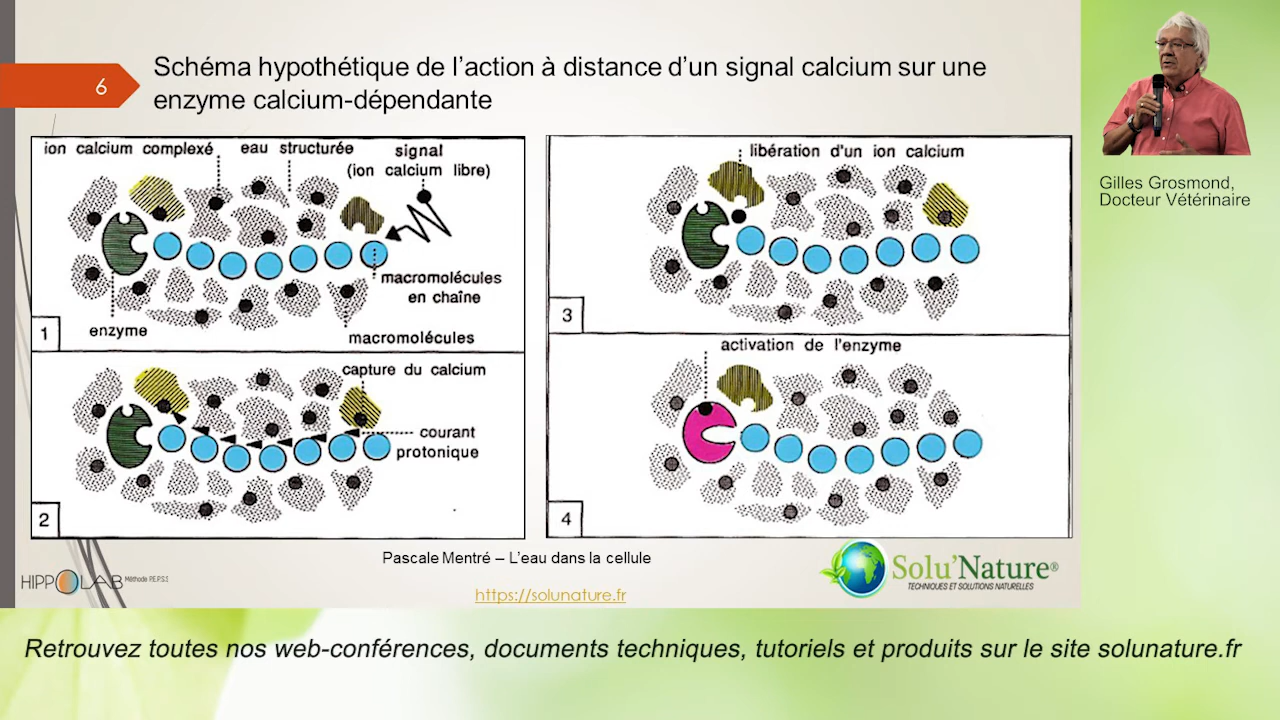 6
Schéma hypothétique de l’action à distance d’un signal calcium sur une
enzyme calcium-dépendante
ion calcium complexé
eau structurée
signal
(ion calcium libre)
macromolécules
en chaîne
enzyme
macromolécules
1
capture du calcium
courant
protonique
2
libération d'un ion calcium
3
activation de l'enzyme
4
Pascale Mentré – L’eau dans la cellule
HIPPOLAB Méthode P.E.P.S.S
https://solunature.fr
Solu'Nature®
TECHNIQUES ET SOLUTIONS NATURELLES
Gilles Grosmond,
Docteur Vétérinaire
Retrouvez toutes nos web-conférences, documents techniques, tutoriels et produits sur le site solunature.fr